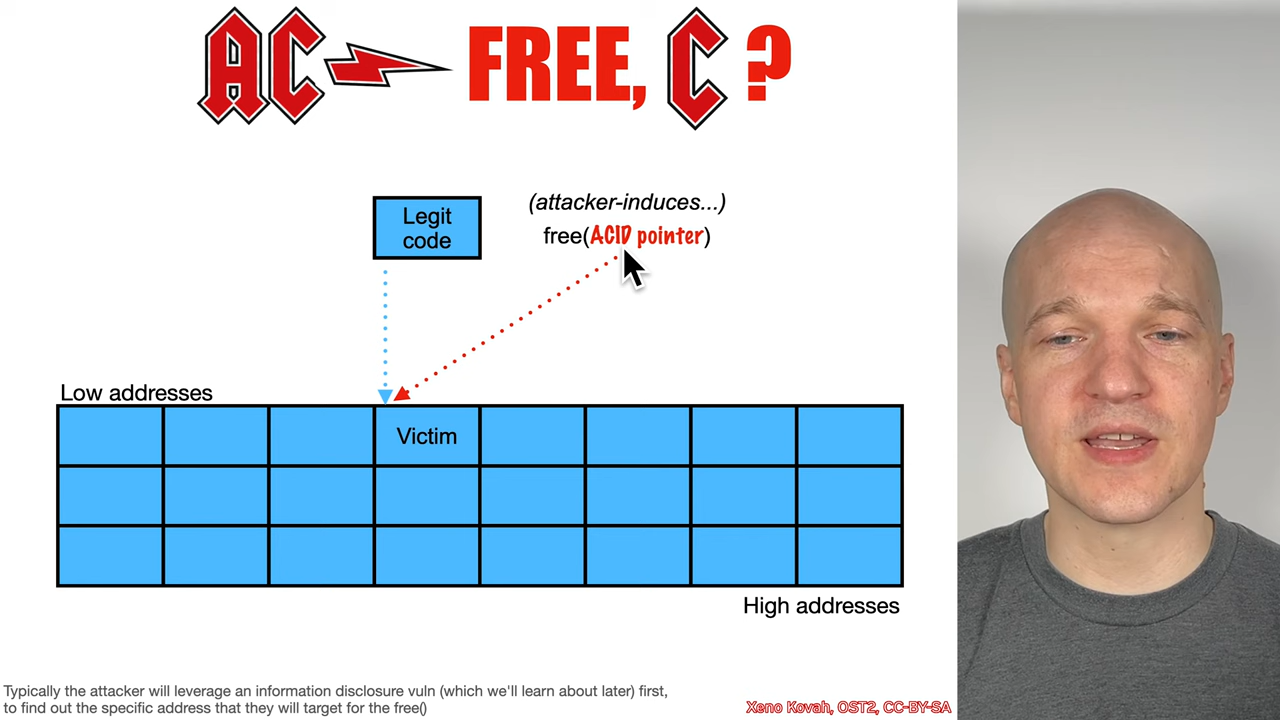 AC FREE, C ?
Legit
code
(attacker-induces...)
free(ACID pointer)
Low addresses
Victim
High addresses
Typically the attacker will leverage an information disclosure vuln (which we'll learn about later) first,
to find out the specific address that they will target for the free()
Xeno Kovah, OST2, CC-BY-SA